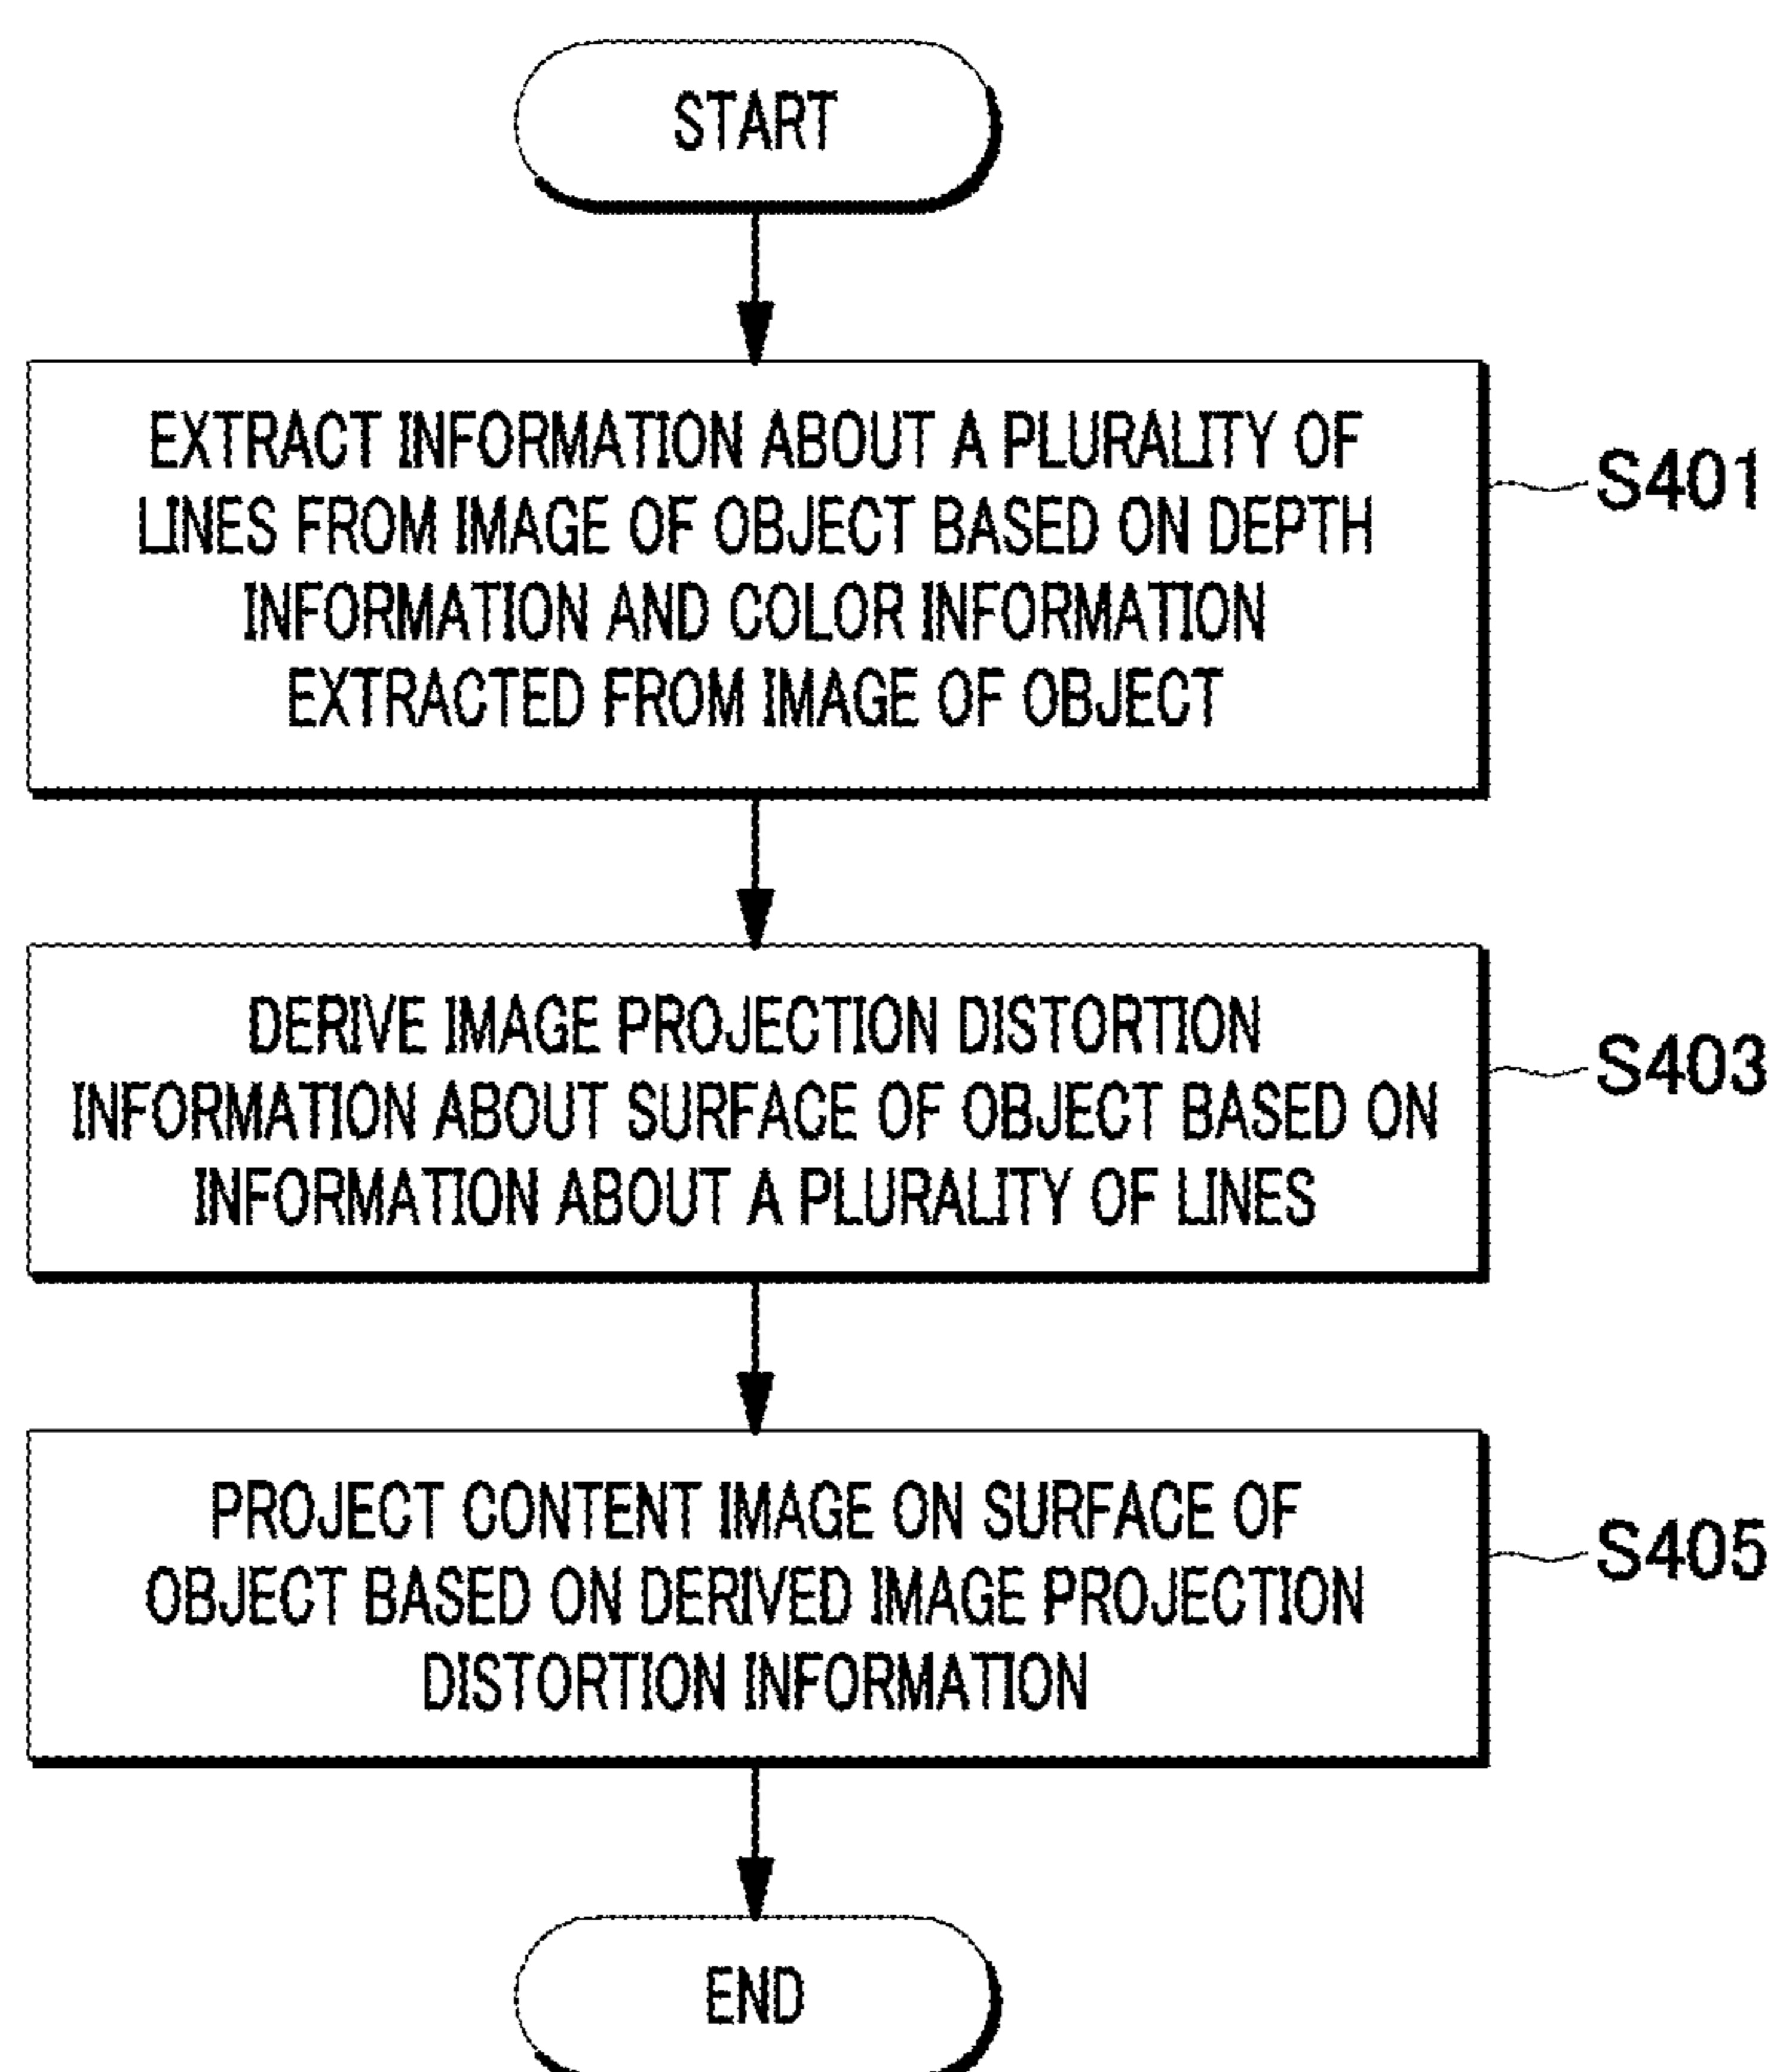 START
EXTRACT INFORMATION ABOUT A PLURALITY OF
LINES FROM IMAGE OF OBJECT BASED ON DEPTH
INFORMATION AND COLOR INFORMATION
EXTRACTED FROM IMAGE OF OBJECT
S401
DERIVE IMAGE PROJECTION DISTORTION
INFORMATION ABOUT SURFACE OF OBJECT BASED ON
INFORMATION ABOUT A PLURALITY OF LINES
S403
PROJECT CONTENT IMAGE ON SURFACE OF
OBJECT BASED ON DERIVED IMAGE PROJECTION
DISTORTION INFORMATION
S405
END